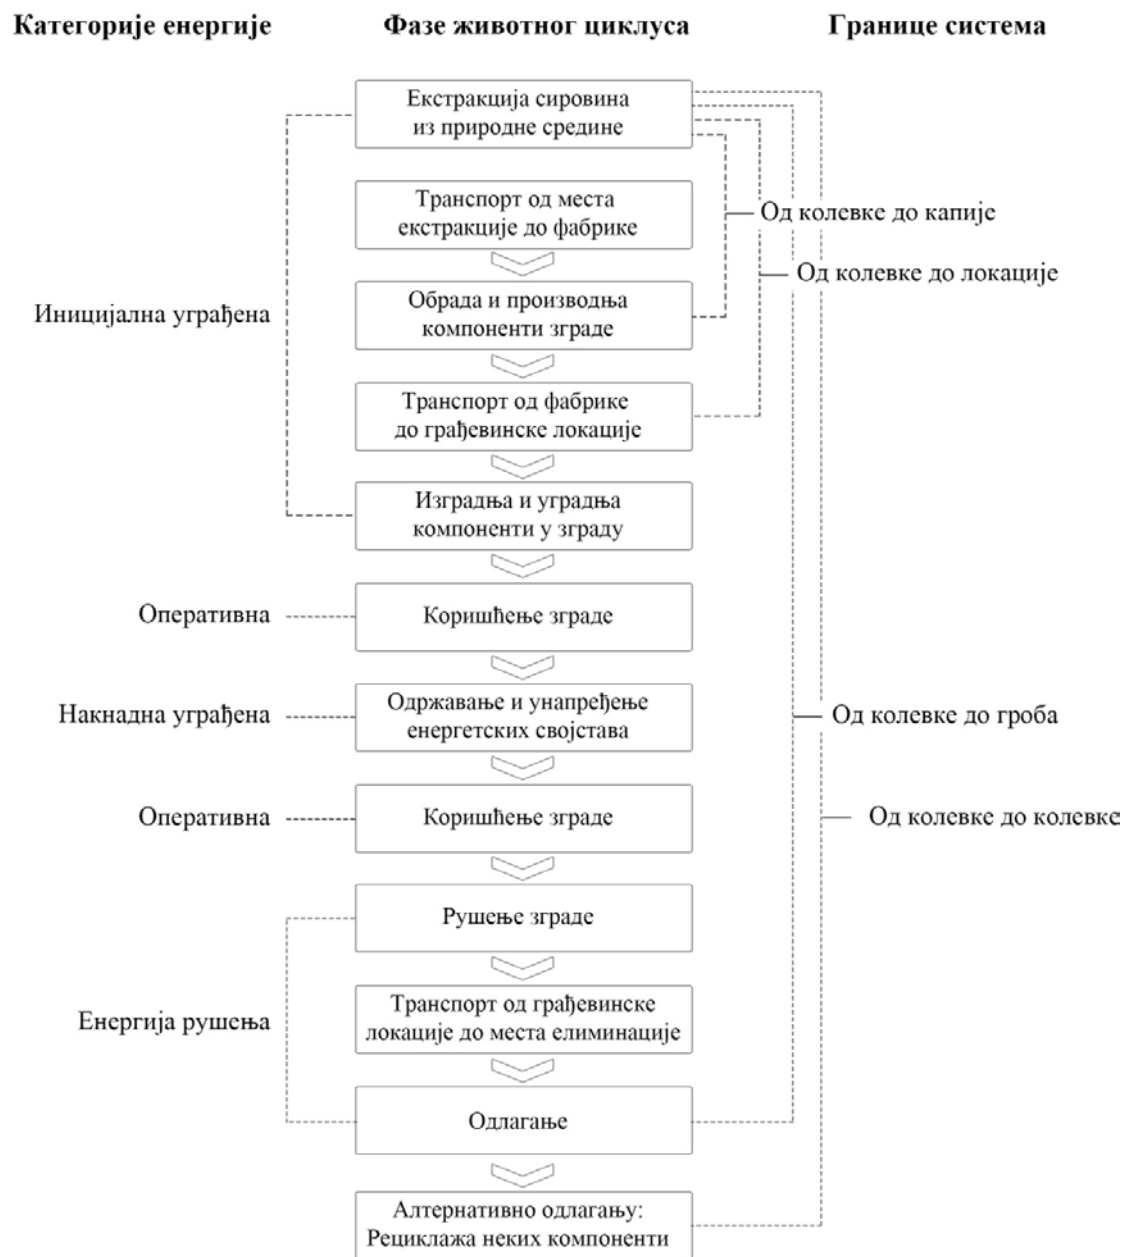 Категорије енергије
Фазе животног циклуса
Границе система
Екстракција сировина
из природне средине
Транспорт од места
екстракције до фабрике
Од колевке до капије
Од колевке до локације
Иницијална уграђена
Обрада и производња
компоненти зграде
Транспорт од фабрике
до грађевинске локације
Изградња и уградња
компоненти у зграду
Оперативна
Коришћење зграде
Накнадна уграђена
Одржавање и унапређење
енергетских својстава
Од колевке до гроба
Оперативна
Коришћење зграде
Од колевке до колевке
Рушење зграде
Енергија рушења
Транспорт од грађевинске
локације до места елиминације
Одлагање
Алтернативно одлагању:
Рециклажа неких компоненти